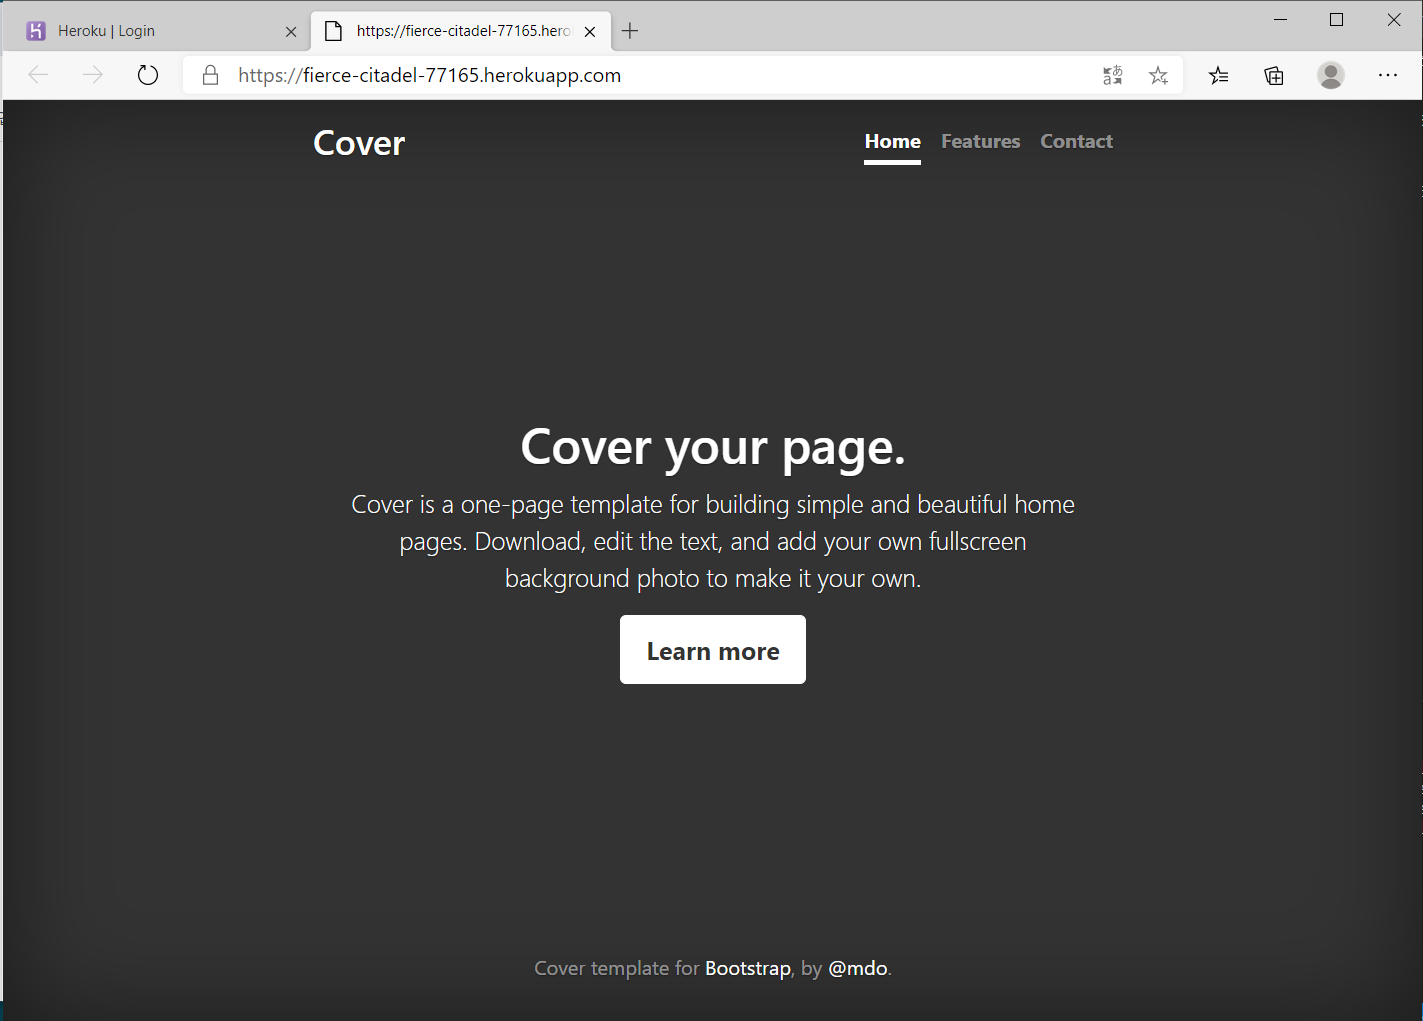 Heroku | Login
https://fierce-citadel-77165.hero
https://fierce-citadel-77165.herokuapp.com
Cover
Home Features Contact
Cover your page.
Cover is a one-page template for building simple and beautiful home
pages. Download, edit the text, and add your own fullscreen
background photo to make it your own.
Learn more
Cover template for Bootstrap, by @mdo.